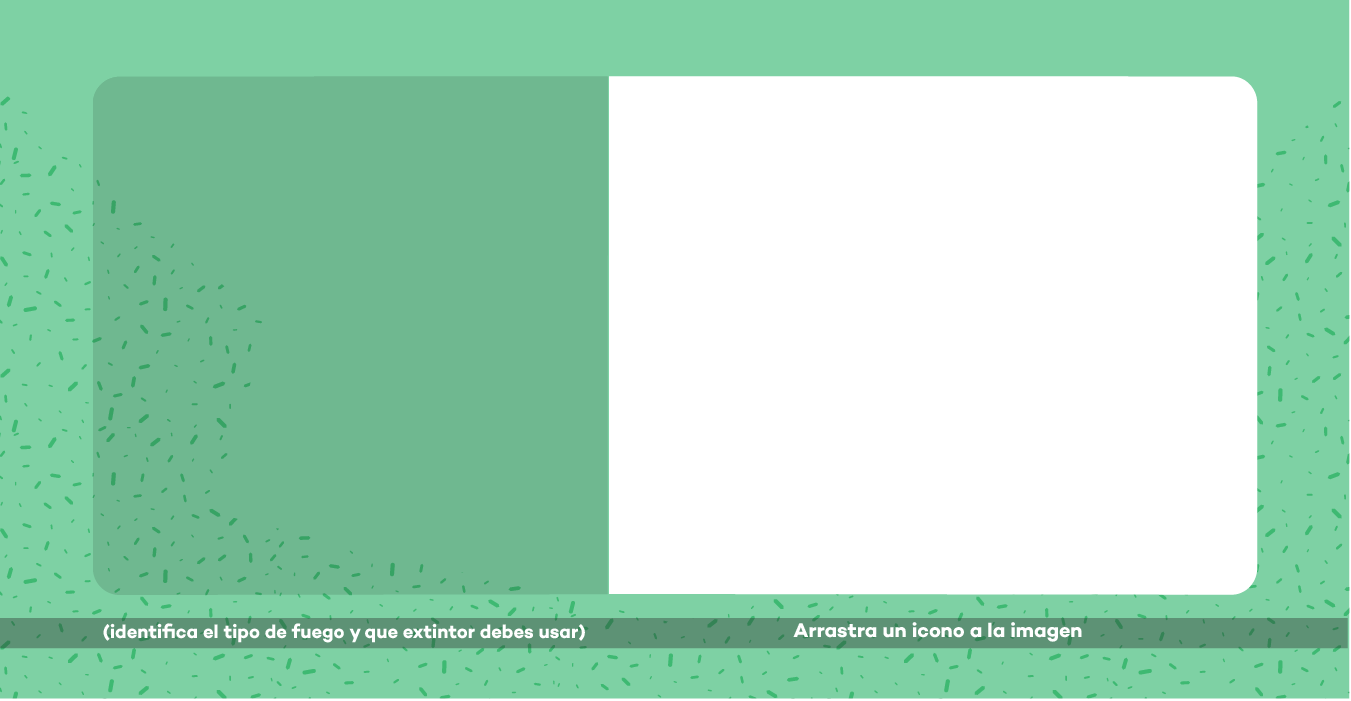 (identifica el tipo de fuego y que extintor debes usar)
Arrastra un icono a la imagen